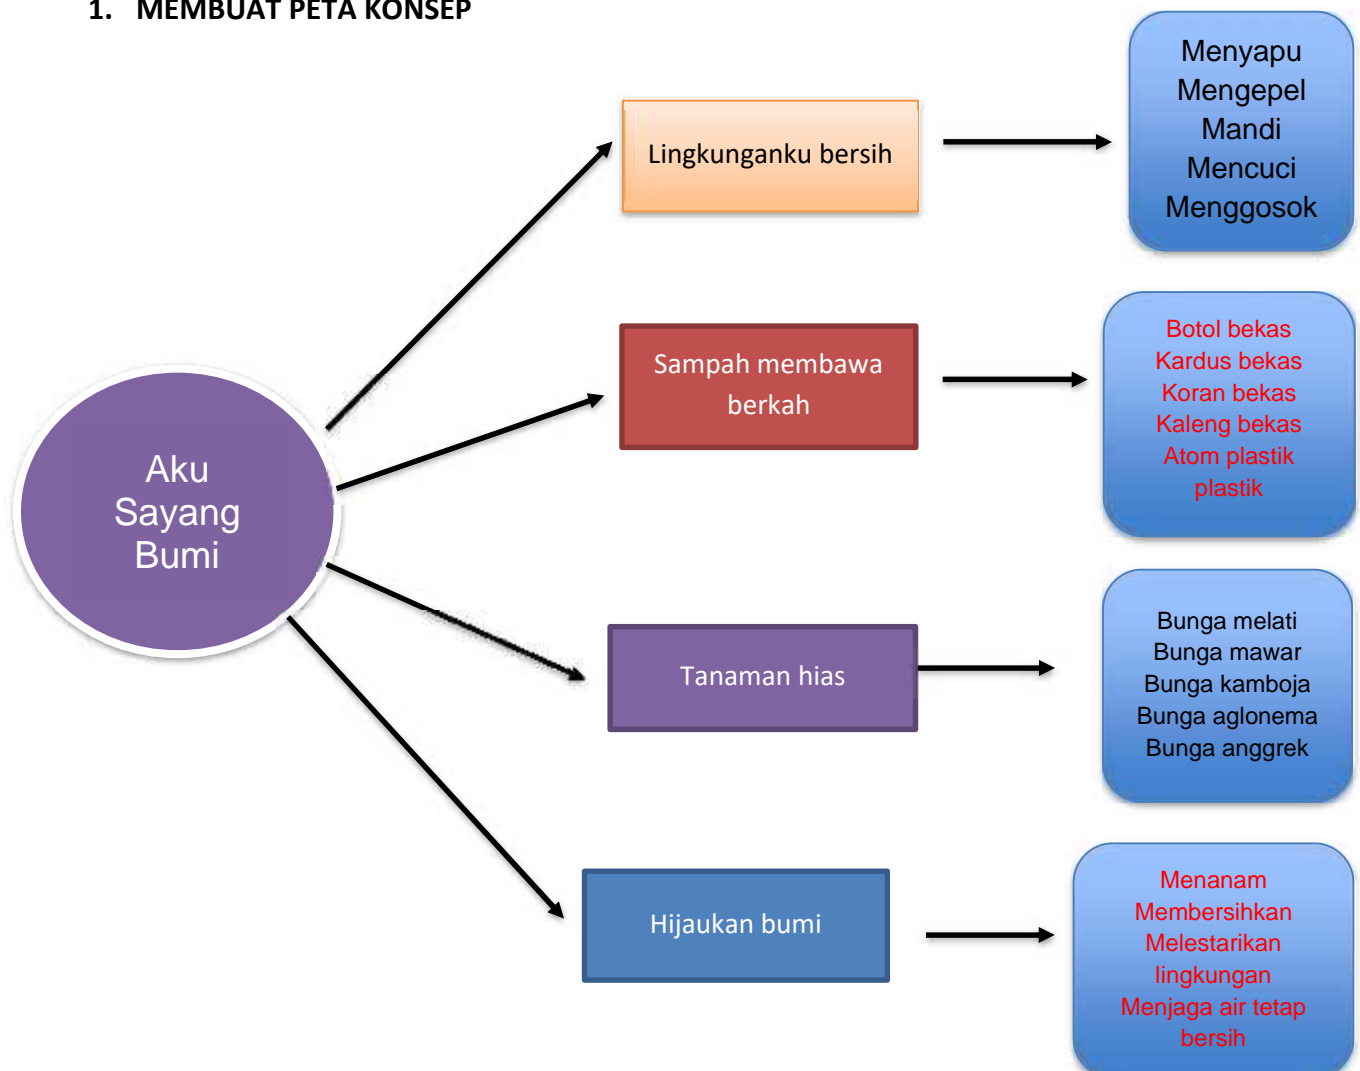 1. MEMBUAT PETA KONSEP
Menyapu
Mengepel
Mandi
Mencuci
Menggosok
Lingkunganku bersih
Sampah membawa
berkah
Botol bekas
Kardus bekas
Koran bekas
Kaleng bekas
Atom plastik
plastik
Aku
Sayang
Bumi
Tanaman hias
Bunga melati
Bunga mawar
Bunga kamboja
Bunga aglonema
Bunga anggrek
Hijaukan bumi
Menanam
Membersihkan
Melestarikan
lingkungan
Menjaga air tetap
bersih